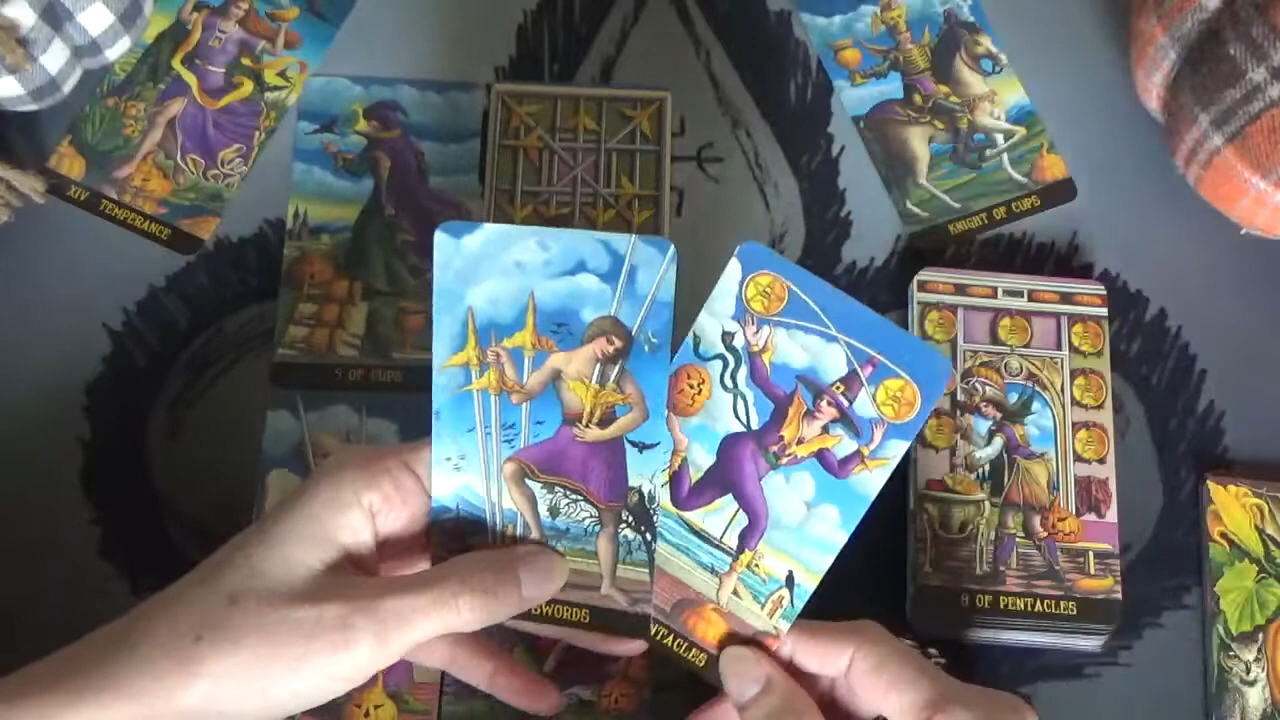 XIV TEMPERANCE
KNIGHT OF CUPS
5 OF CUPS
8 OF PENTACLES
SWORDS
NTACLES